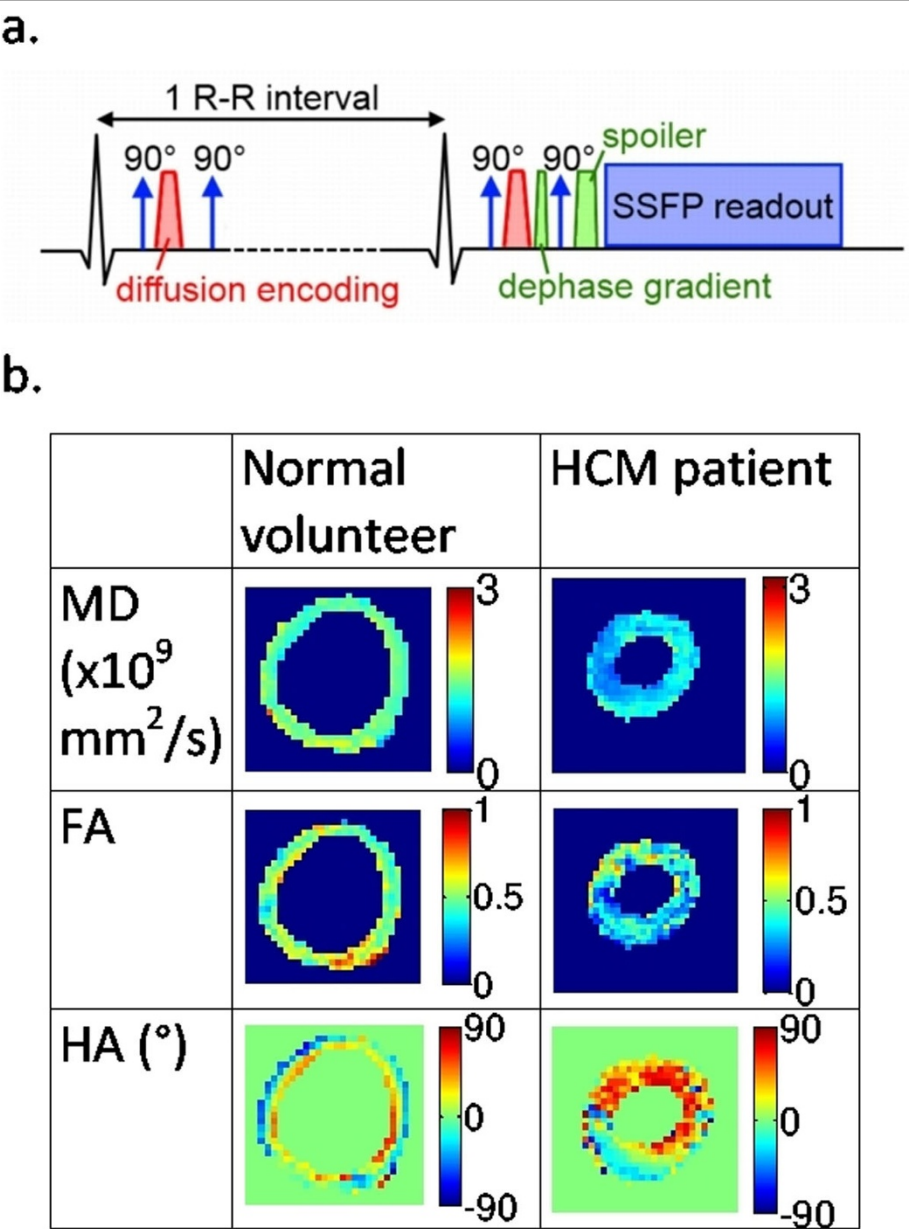 a.
1 R-R interval
90° 90°
90° 90°
spoiler
SSFP readout
diffusion encoding
dephase gradient
b.
Normal
volunteer
HCM patient
MD
(x10⁹
mm²/s)
3
0
3
0
FA
1
0.5
0
1
0.5
0
HA (°)
90
0
-90
90
0
-90